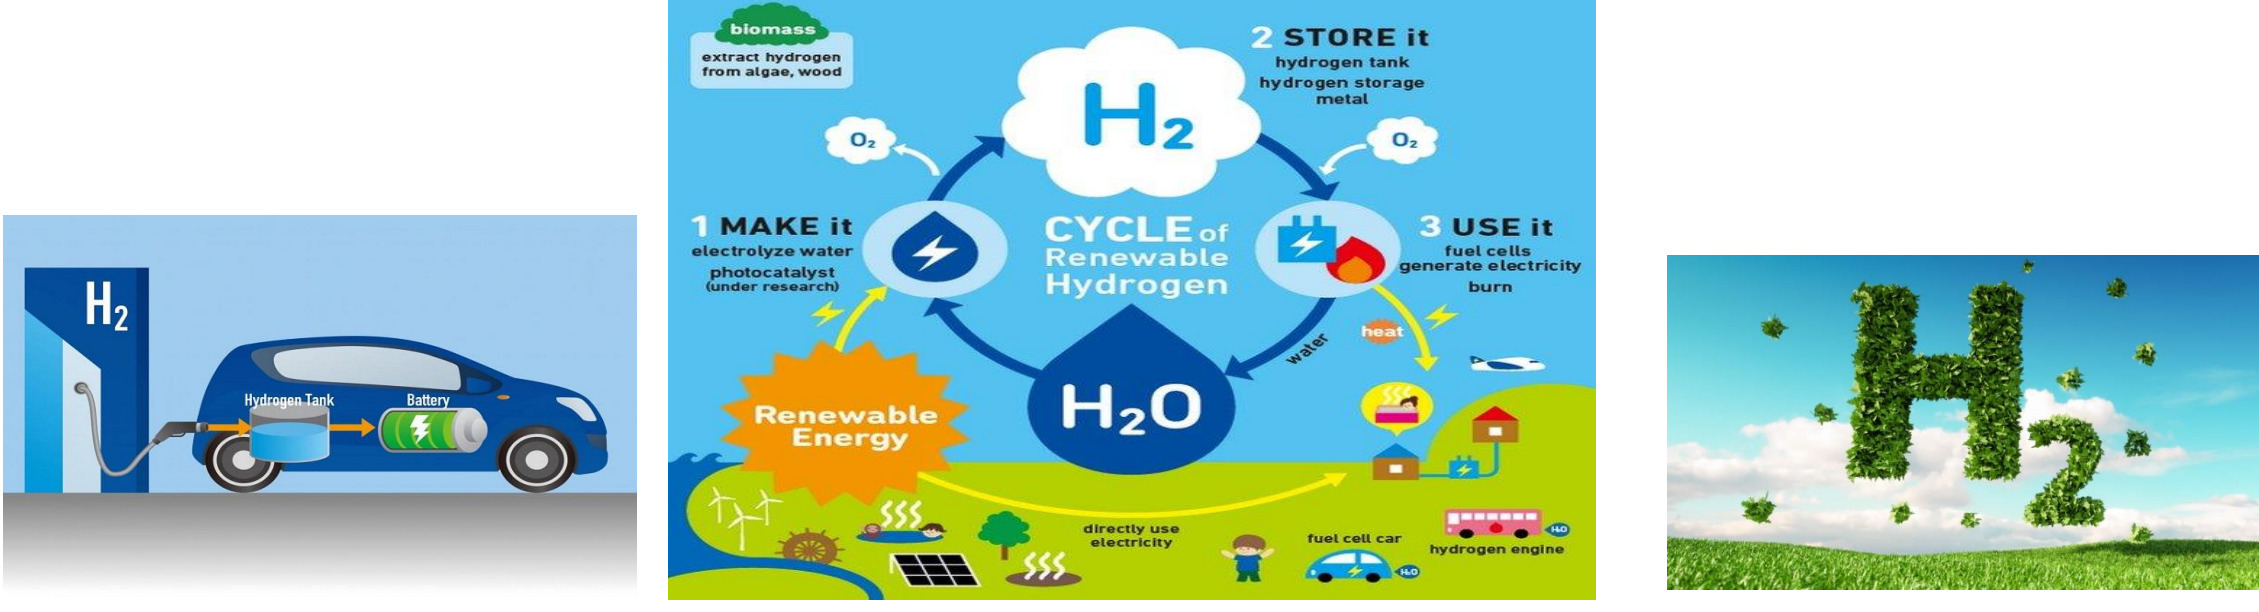 H2
Hydrogen Tank
Battery
biomass
extract hydrogen
from algae, wood
H2
2 STORE it
hydrogen tank
hydrogen storage
metal
O2
O2
1 MAKE it
electrolyze water
photocatalyst
(under research)
CYCLE of
Renewable
Hydrogen
3 USE it
fuel cells
generate electricity
burn
heat
water
H2O
Renewable
Energy
directly use
electricity
fuel cell car
H2O
hydrogen engine
H2O
H2